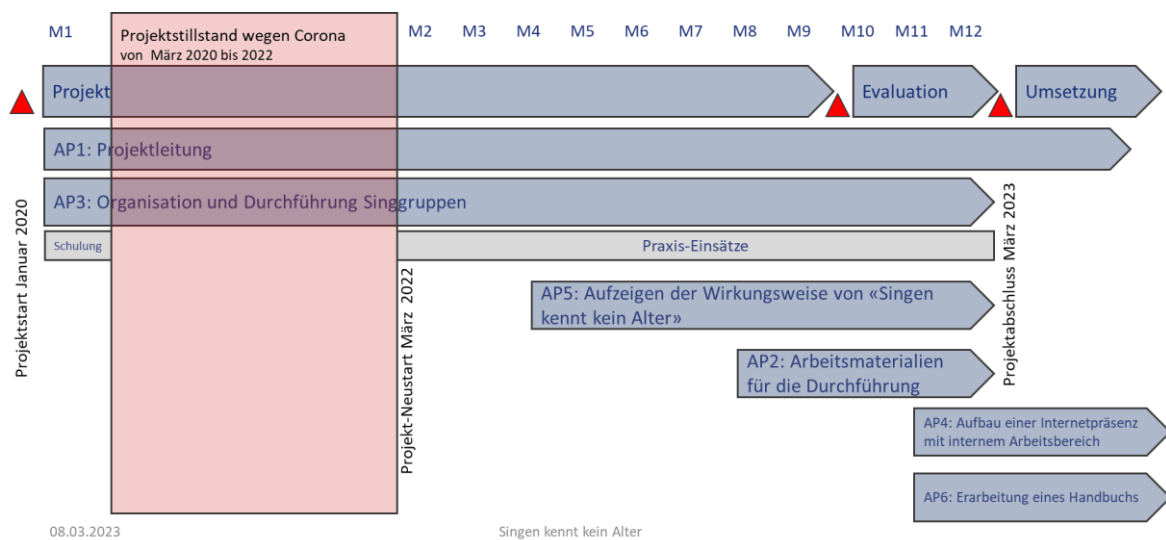 M1
Projektstillstand wegen Corona
von März 2020 bis 2022
M2 M3 M4 M5 M6 M7 M8 M9 M10 M11 M12
Projekt
Evaluation
Umsetzung
AP1: Projektleitung
AP3: Organisation und Durchführung Singgruppen
Schulung
Praxis-Einsätze
Projektstart Januar 2020
Projekt-Neustart März 2022
Projektabschluss März 2023
AP5: Aufzeigen der Wirkungsweise von «Singen
kennt kein Alter»
AP2: Arbeitsmaterialien
für die Durchführung
AP4: Aufbau einer Internetpräsenz
mit internem Arbeitsbereich
AP6: Erarbeitung eines Handbuchs
08.03.2023
Singen kennt kein Alter